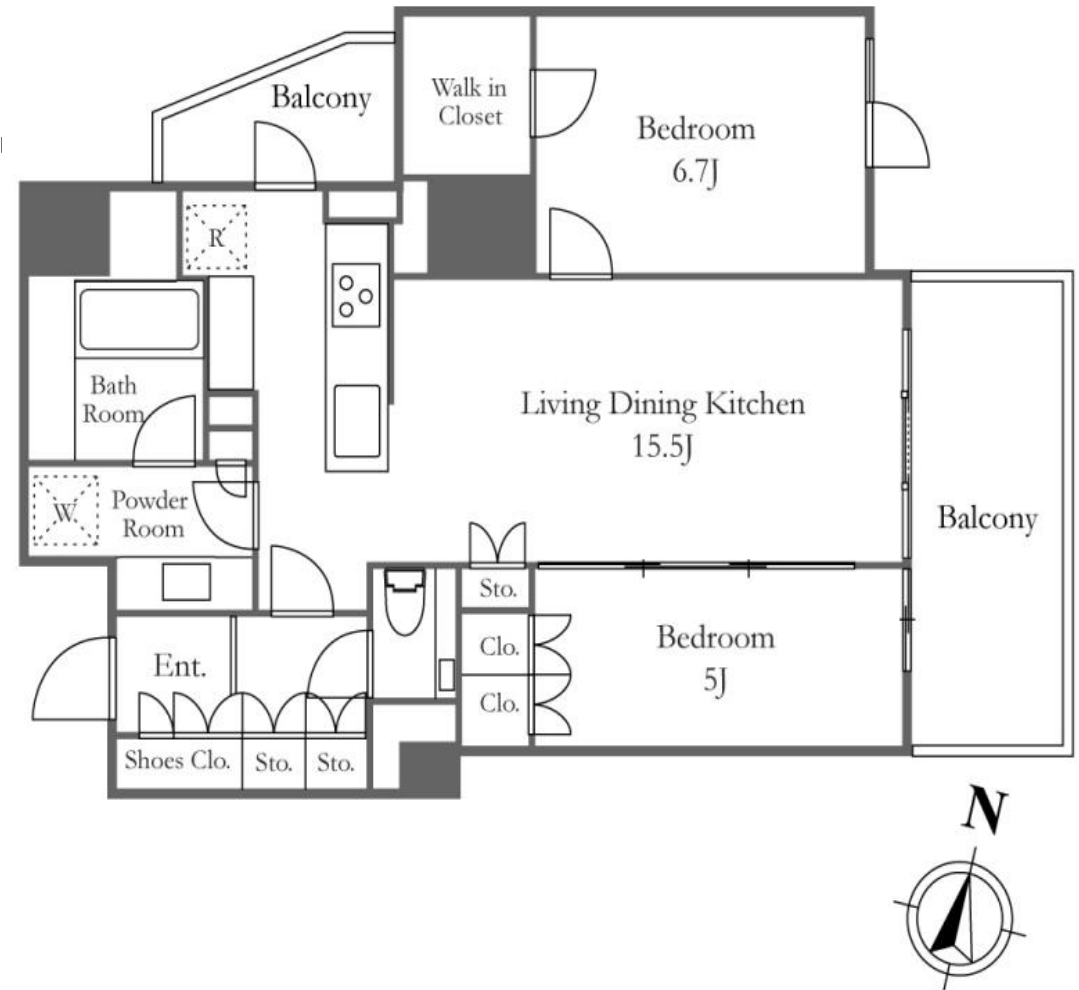 Balcony
Walk in
Closet
Bedroom
6.7J
R
Bath
Room
Living Dining Kitchen
15.5J
W
Powder
Room
Balcony
Sto.
Clo.
Clo.
Bedroom
5J
Ent.
Shoes Clo.
Sto.
Sto.
N